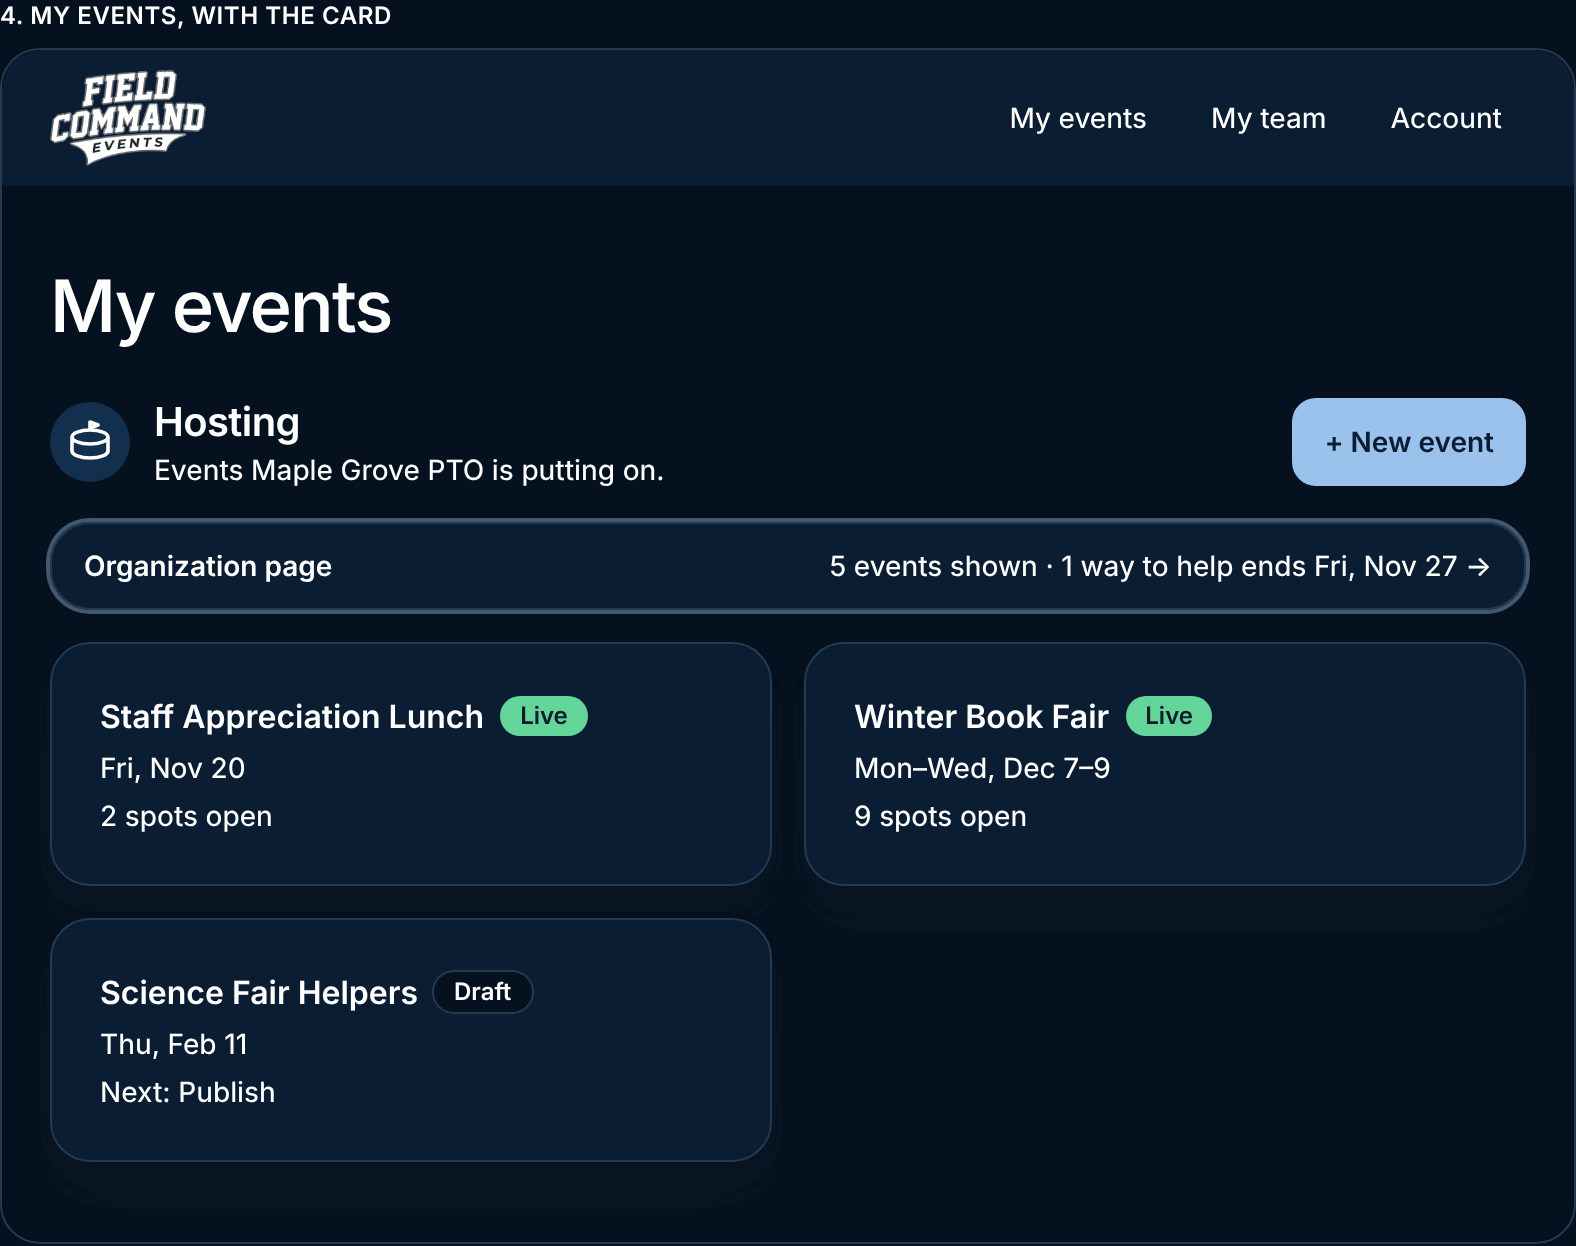 4. MY EVENTS, WITH THE CARD
FIELD
COMMAND
EVENTS
My events
My team
Account
My events
Hosting
Events Maple Grove PTO is putting on.
+ New event
Organization page
5 events shown · 1 way to help ends Fri, Nov 27 →
Staff Appreciation Lunch
Live
Fri, Nov 20
2 spots open
Winter Book Fair
Live
Mon–Wed, Dec 7–9
9 spots open
Science Fair Helpers
Draft
Thu, Feb 11
Next: Publish